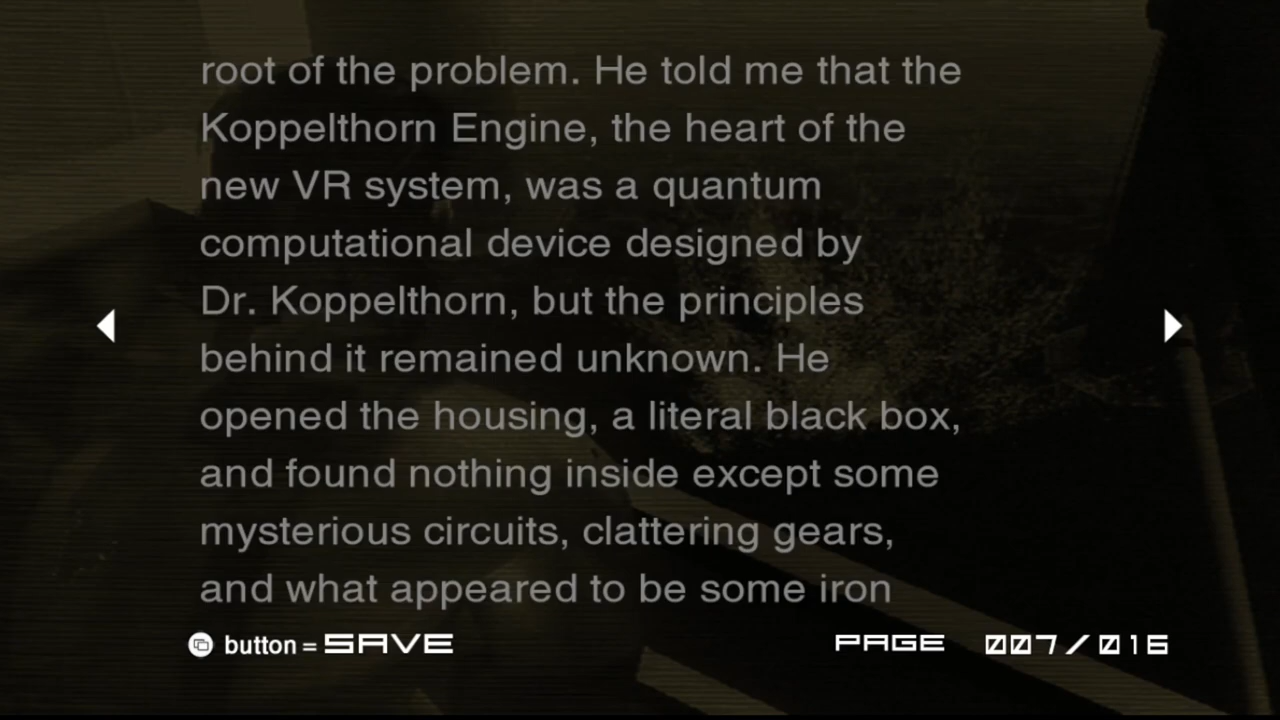 root of the problem. He told me that the
Koppelthorn Engine, the heart of the
new VR system, was a quantum
computational device designed by
Dr. Koppelthorn, but the principles
behind it remained unknown. He
opened the housing, a literal black box,
and found nothing inside except some
mysterious circuits, clattering gears,
and what appeared to be some iron
button = SAVE
PAGE 007/016